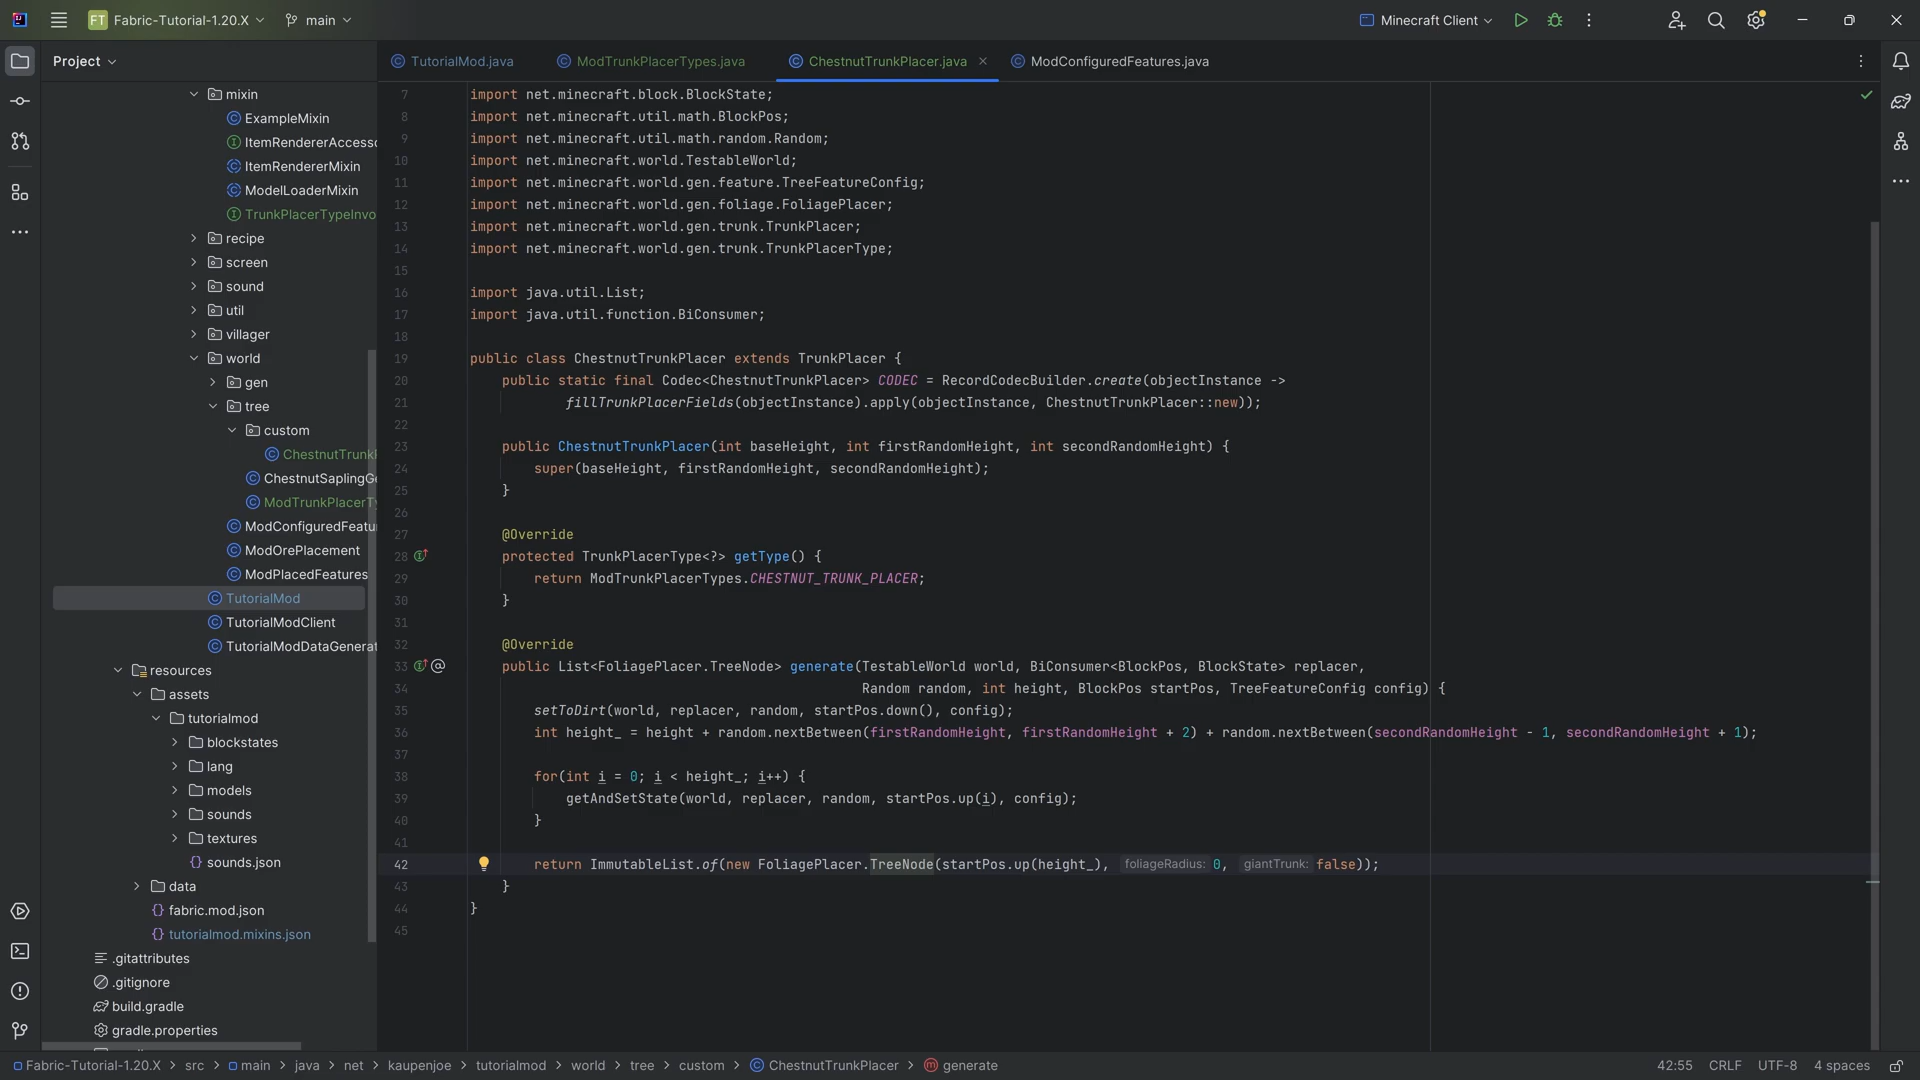 FT Fabric-Tutorial-1.20.X main Minecraft Client
Project
TutorialMod.java ModTrunkPlacerTypes.java ChestnutTrunkPlacer.java ModConfiguredFeatures.java
mixin
ExampleMixin
ItemRendererAccesso
ItemRendererMixin
ModelLoaderMixin
TrunkPlacerTypeInvo
recipe
screen
sound
util
villager
world
gen
tree
custom
ChestnutTrunkP
ChestnutSaplingGe
ModTrunkPlacerTy
ModConfiguredFeatu
ModOrePlacement
ModPlacedFeatures
TutorialMod
TutorialModClient
TutorialModDataGenerat
resources
assets
tutorialmod
blockstates
lang
models
sounds
textures
sounds.json
data
fabric.mod.json
tutorialmod.mixins.json
.gitattributes
.gitignore
build.gradle
gradle.properties
7 import net.minecraft.block.BlockState;
8 import net.minecraft.util.math.BlockPos;
9 import net.minecraft.util.math.random.Random;
10 import net.minecraft.world.TestableWorld;
11 import net.minecraft.world.gen.feature.TreeFeatureConfig;
12 import net.minecraft.world.gen.foliage.FoliagePlacer;
13 import net.minecraft.world.gen.trunk.TrunkPlacer;
14 import net.minecraft.world.gen.trunk.TrunkPlacerType;
15
16 import java.util.List;
17 import java.util.function.BiConsumer;
18
19 public class ChestnutTrunkPlacer extends TrunkPlacer {
20 public static final Codec<ChestnutTrunkPlacer> CODEC = RecordCodecBuilder.create(objectInstance ->
21 fillTrunkPlacerFields(objectInstance).apply(objectInstance, ChestnutTrunkPlacer::new));
22
23 public ChestnutTrunkPlacer(int baseHeight, int firstRandomHeight, int secondRandomHeight) {
24 super(baseHeight, firstRandomHeight, secondRandomHeight);
25 }
26
27 @Override
28 protected TrunkPlacerType<?> getType() {
29 return ModTrunkPlacerTypes.CHESTNUT_TRUNK_PLACER;
30 }
31
32 @Override
33 public List<FoliagePlacer.TreeNode> generate(TestableWorld world, BiConsumer<BlockPos, BlockState> replacer,
34 Random random, int height, BlockPos startPos, TreeFeatureConfig config) {
35 setToDirt(world, replacer, random, startPos.down(), config);
36 int height_ = height + random.nextBetween(firstRandomHeight, firstRandomHeight + 2) + random.nextBetween(secondRandomHeight - 1, secondRandomHeight + 1);
37
38 for(int i = 0; i < height_; i++) {
39 getAndSetState(world, replacer, random, startPos.up(i), config);
40 }
41
42 return ImmutableList.of(new FoliagePlacer.TreeNode(startPos.up(height_), foliageRadius: 0, giantTrunk: false));
43 }
44 }
45
Fabric-Tutorial-1.20.X > src > main > java > net > kaupenjoe > tutorialmod > world > tree > custom > ChestnutTrunkPlacer > generate 42:55 CRLF UTF-8 4 spaces